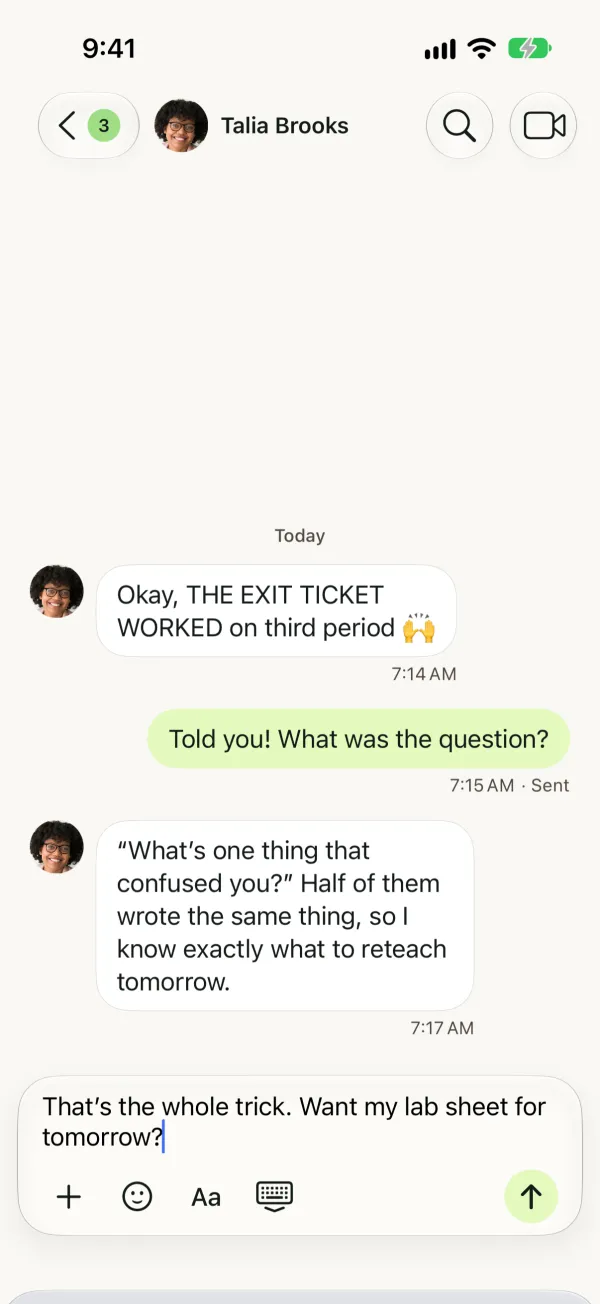 9:41
3
Talia Brooks
Today
Okay, THE EXIT TICKET
WORKED on third period 🙌
7:14 AM
Told you! What was the question?
7:15 AM · Sent
“What’s one thing that
confused you?” Half of them
wrote the same thing, so I
know exactly what to reteach
tomorrow.
7:17 AM
That’s the whole trick. Want my lab sheet for
tomorrow?
Aa